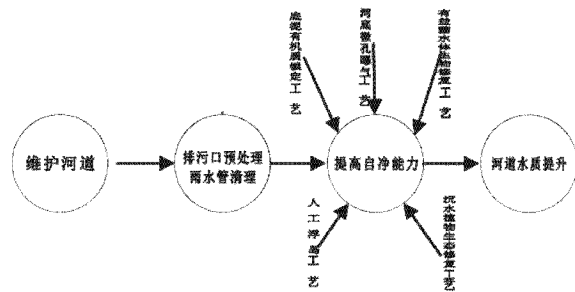 底泥有机质锁定工艺
河底微孔曝气工艺
有益菌水体生物修复工艺
维护河道
排污口预处理
雨水管清理
提高自净能力
河道水质提升
人工浮岛工艺
沉水植物生态修复工艺